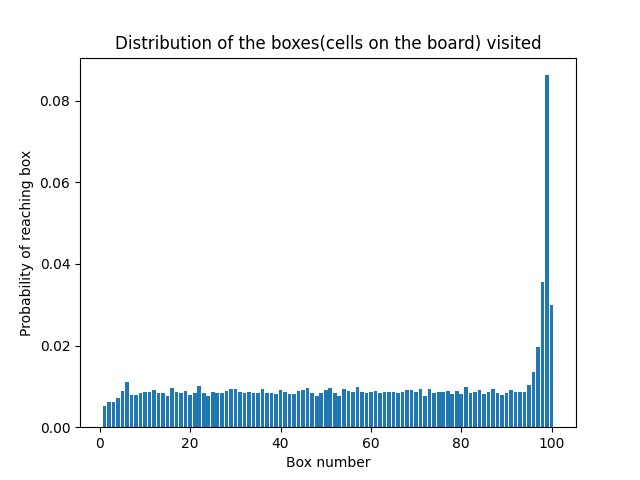 Distribution of the boxes(cells on the board) visited
Probability of reaching box
0.08
0.06
0.04
0.02
0.00
0 20 40 60 80 100
Box number